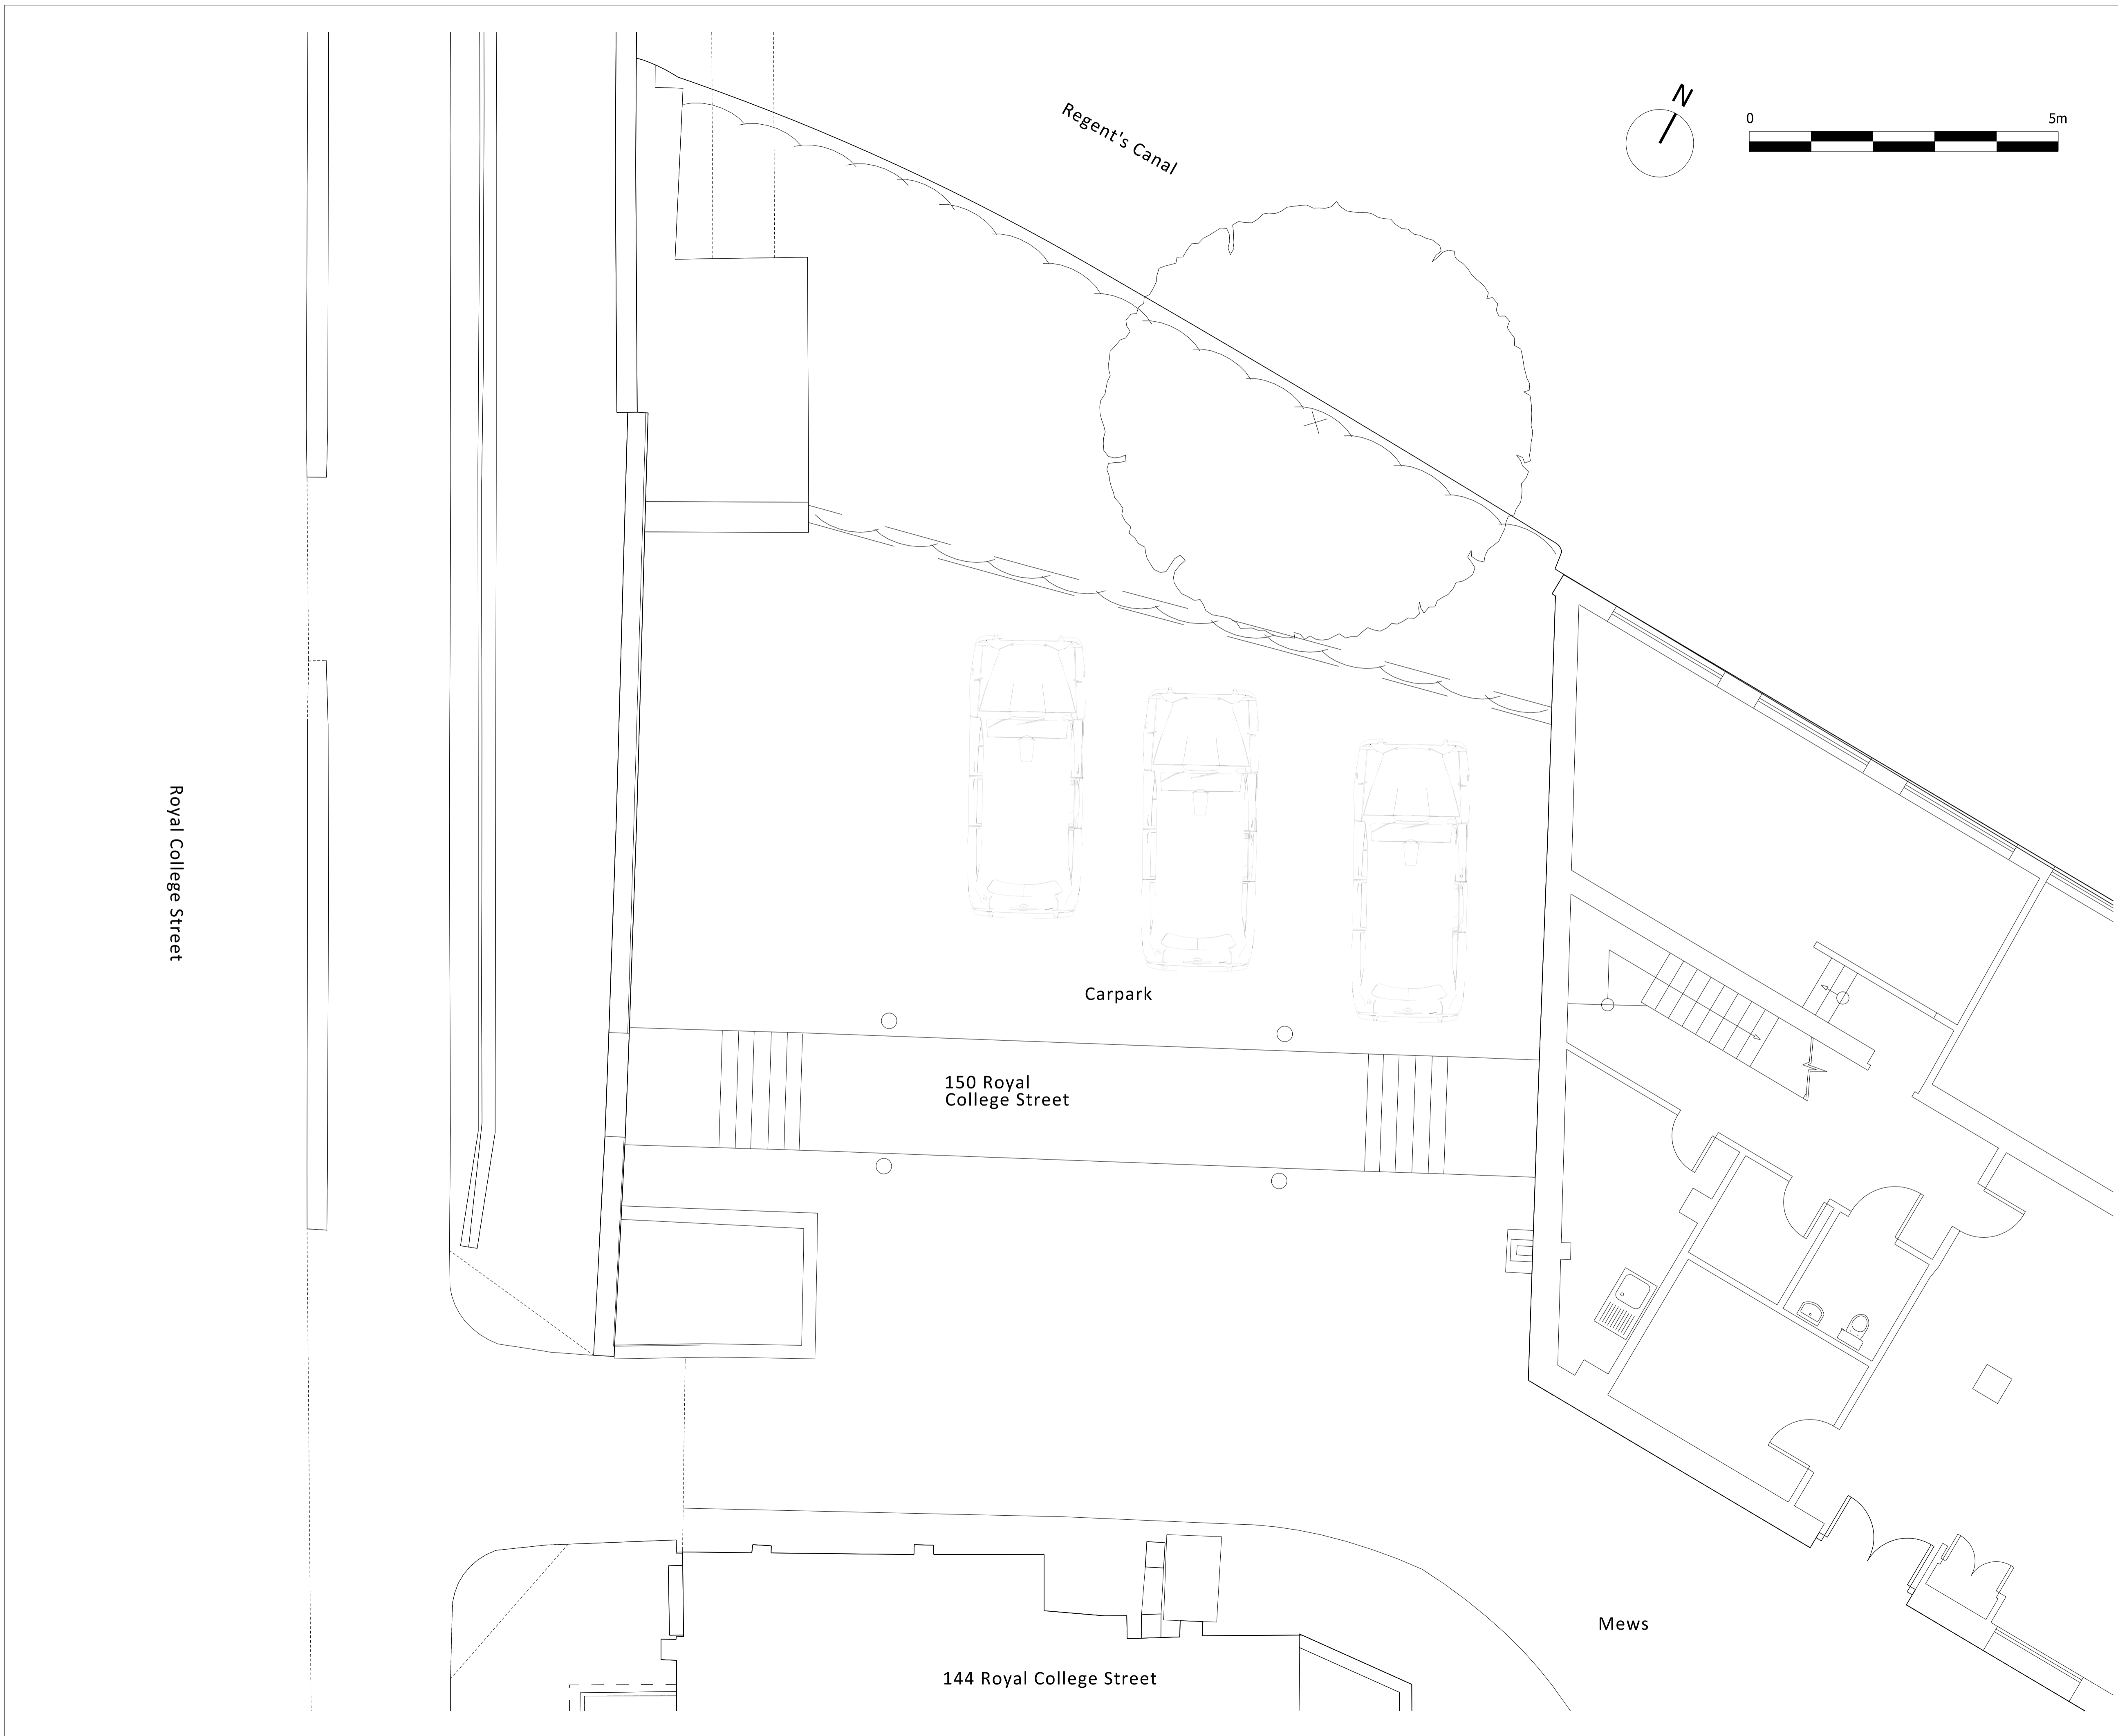 N
0 5m
Regent's Canal
Royal College Street
Carpark
150 Royal
College Street
Mews
144 Royal College Street